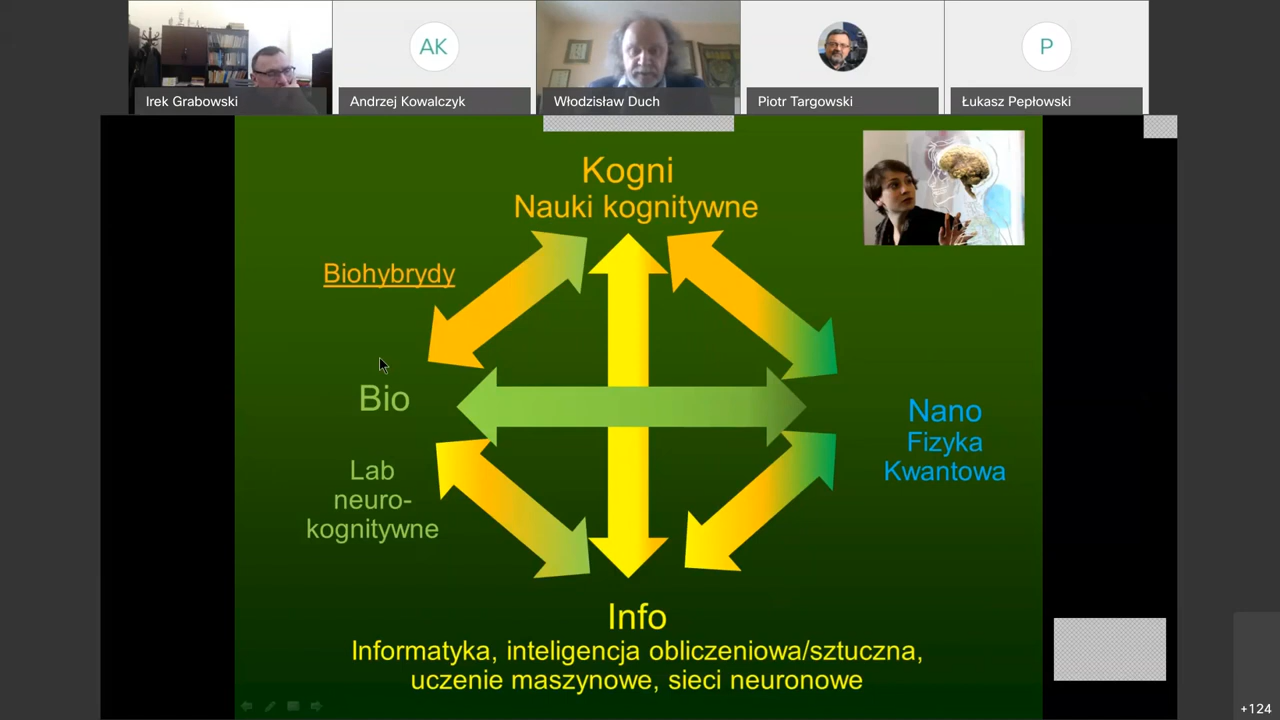 AK
P
Irek Grabowski
Andrzej Kowalczyk
Włodzisław Duch
Piotr Targowski
Łukasz Pepłowski
Kogni
Nauki kognitywne
Biohybrydy
Bio
Lab
neuro-
kognitywne
Nano
Fizyka
Kwantowa
Info
Informatyka, inteligencja obliczeniowa/sztuczna,
uczenie maszynowe, sieci neuronowe
+124